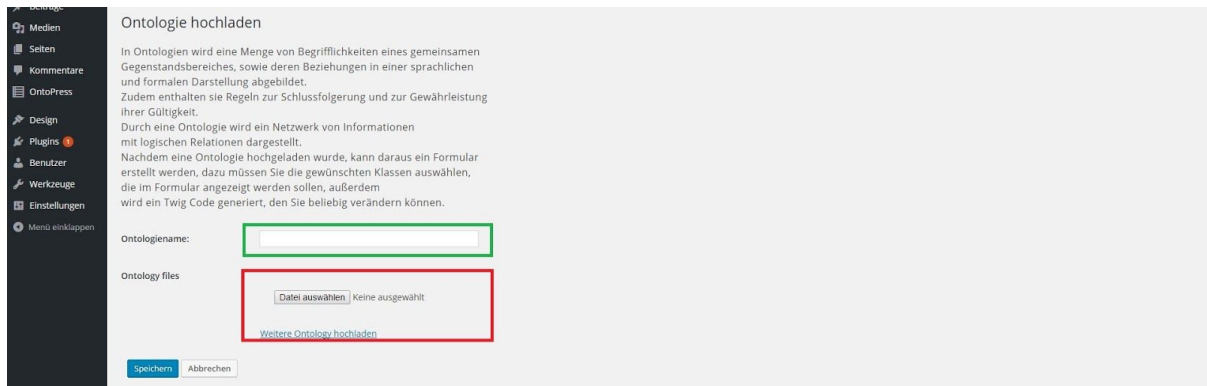 Beiträge
Medien
Seiten
Kommentare
OntoPress
Design
Plugins 1
Benutzer
Werkzeuge
Einstellungen
Menü einklappen
Ontologie hochladen
In Ontologien wird eine Menge von Begrifflichkeiten eines gemeinsamen
Gegenstandsbereiches, sowie deren Beziehungen in einer sprachlichen
und formalen Darstellung abgebildet.
Zudem enthalten sie Regeln zur Schlussfolgerung und zur Gewährleistung
ihrer Gültigkeit.
Durch eine Ontologie wird ein Netzwerk von Informationen
mit logischen Relationen dargestellt.
Nachdem eine Ontologie hochgeladen wurde, kann daraus ein Formular
erstellt werden, dazu müssen Sie die gewünschten Klassen auswählen,
die im Formular angezeigt werden sollen, außerdem
wird ein Twig Code generiert, den Sie beliebig verändern können.
Ontologiename:
Ontology files
Datei auswählen Keine ausgewählt
Weitere Ontology hochladen
Speichern Abbrechen